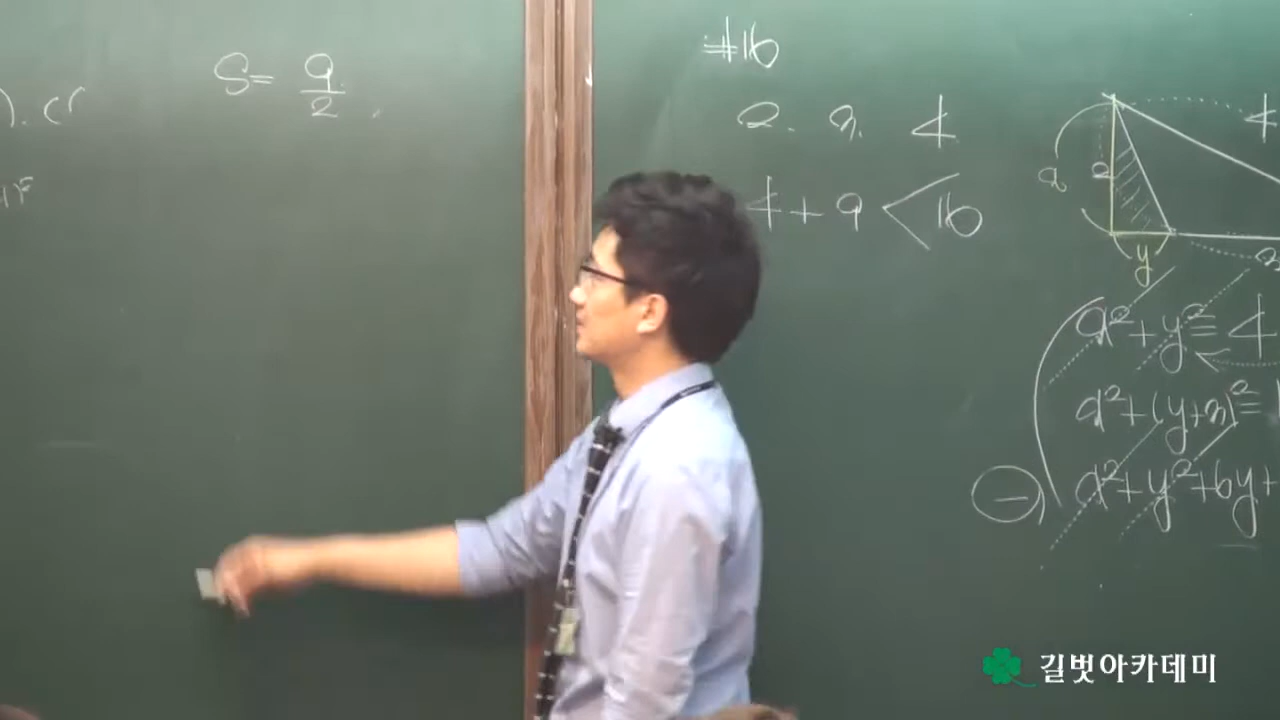 S = 9/2.
). (r
#16
2. 3. 4
4 + 9 < 16
4
a
2
y
a² + y² = 4
a² + (y+3)² =
⊖ a² + y² + 6y +
길벗아카데미